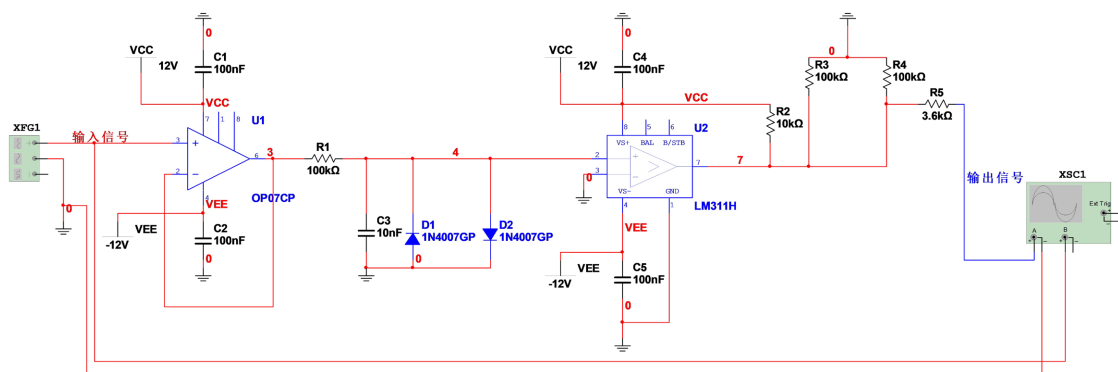 0
VCC
12V
C1
100nF
VCC
7
1
8
U1
XFG1
输入信号
3
2
6
3
4
OP07CP
VEE
VEE
-12V
C2
100nF
0
0
R1
100kΩ
4
C3
10nF
D1
1N4007GP
D2
1N4007GP
0
0
VCC
12V
C4
100nF
VCC
R2
10kΩ
8
5
6
U2
VS+
BAL
B/STB
2
3
0
7
7
VS-
GND
4
1
LM311H
VEE
VEE
-12V
C5
100nF
0
0
R3
100kΩ
R4
100kΩ
R5
3.6kΩ
输出信号
XSC1
Ext Trig
A
B